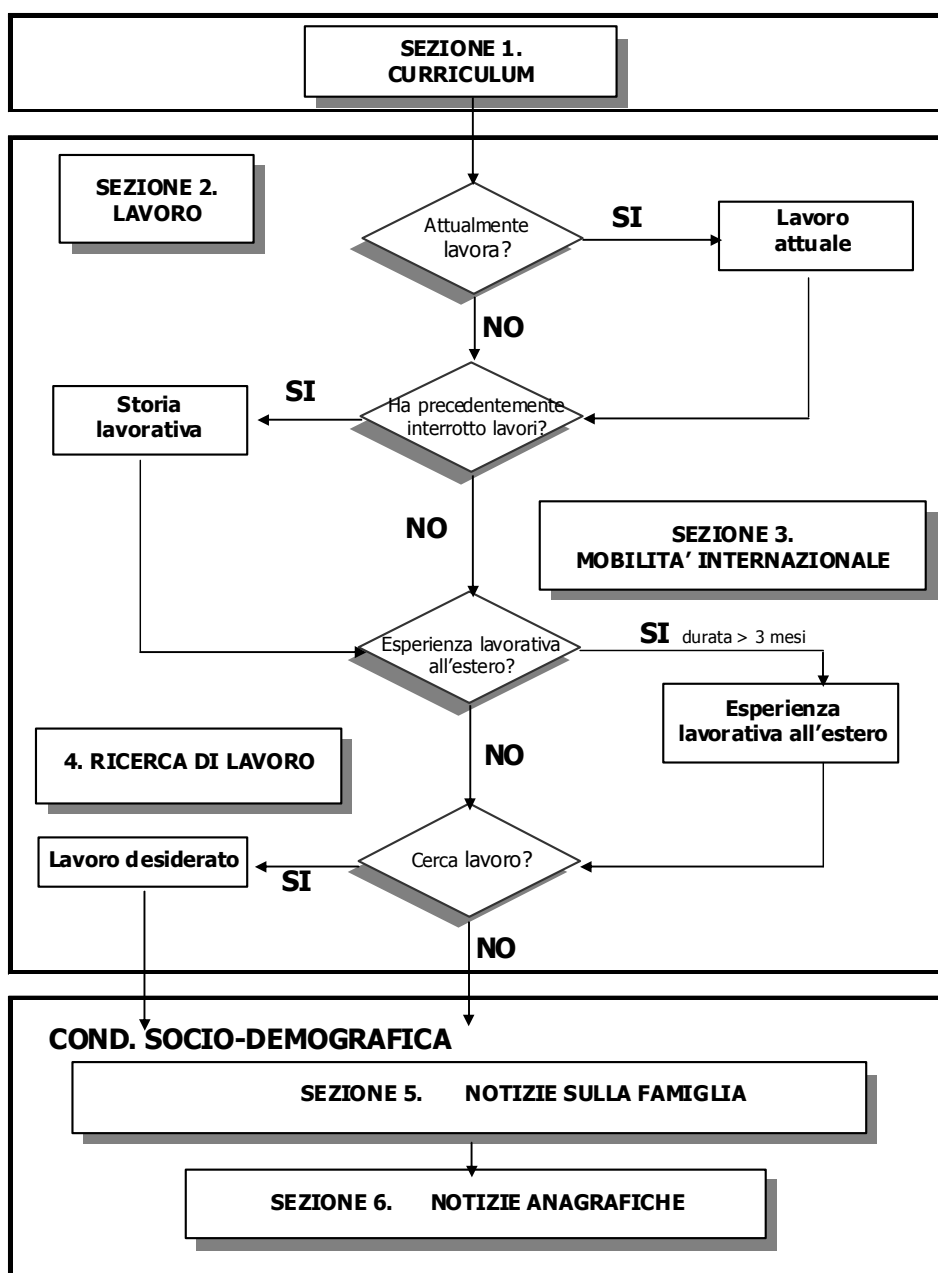 SEZIONE 1.
CURRICULUM
SEZIONE 2.
LAVORO
Attualmente
lavora?
SI
Lavoro
attuale
NO
Storia
lavorativa
SI
Ha precedentemente
interrotto lavori?
NO
SEZIONE 3.
MOBILITA’ INTERNAZIONALE
Esperienza lavorativa
all’estero?
SI durata > 3 mesi
Esperienza
lavorativa all’estero
NO
4. RICERCA DI LAVORO
Lavoro desiderato
SI
Cerca lavoro?
NO
COND. SOCIO-DEMOGRAFICA
SEZIONE 5. NOTIZIE SULLA FAMIGLIA
SEZIONE 6. NOTIZIE ANAGRAFICHE